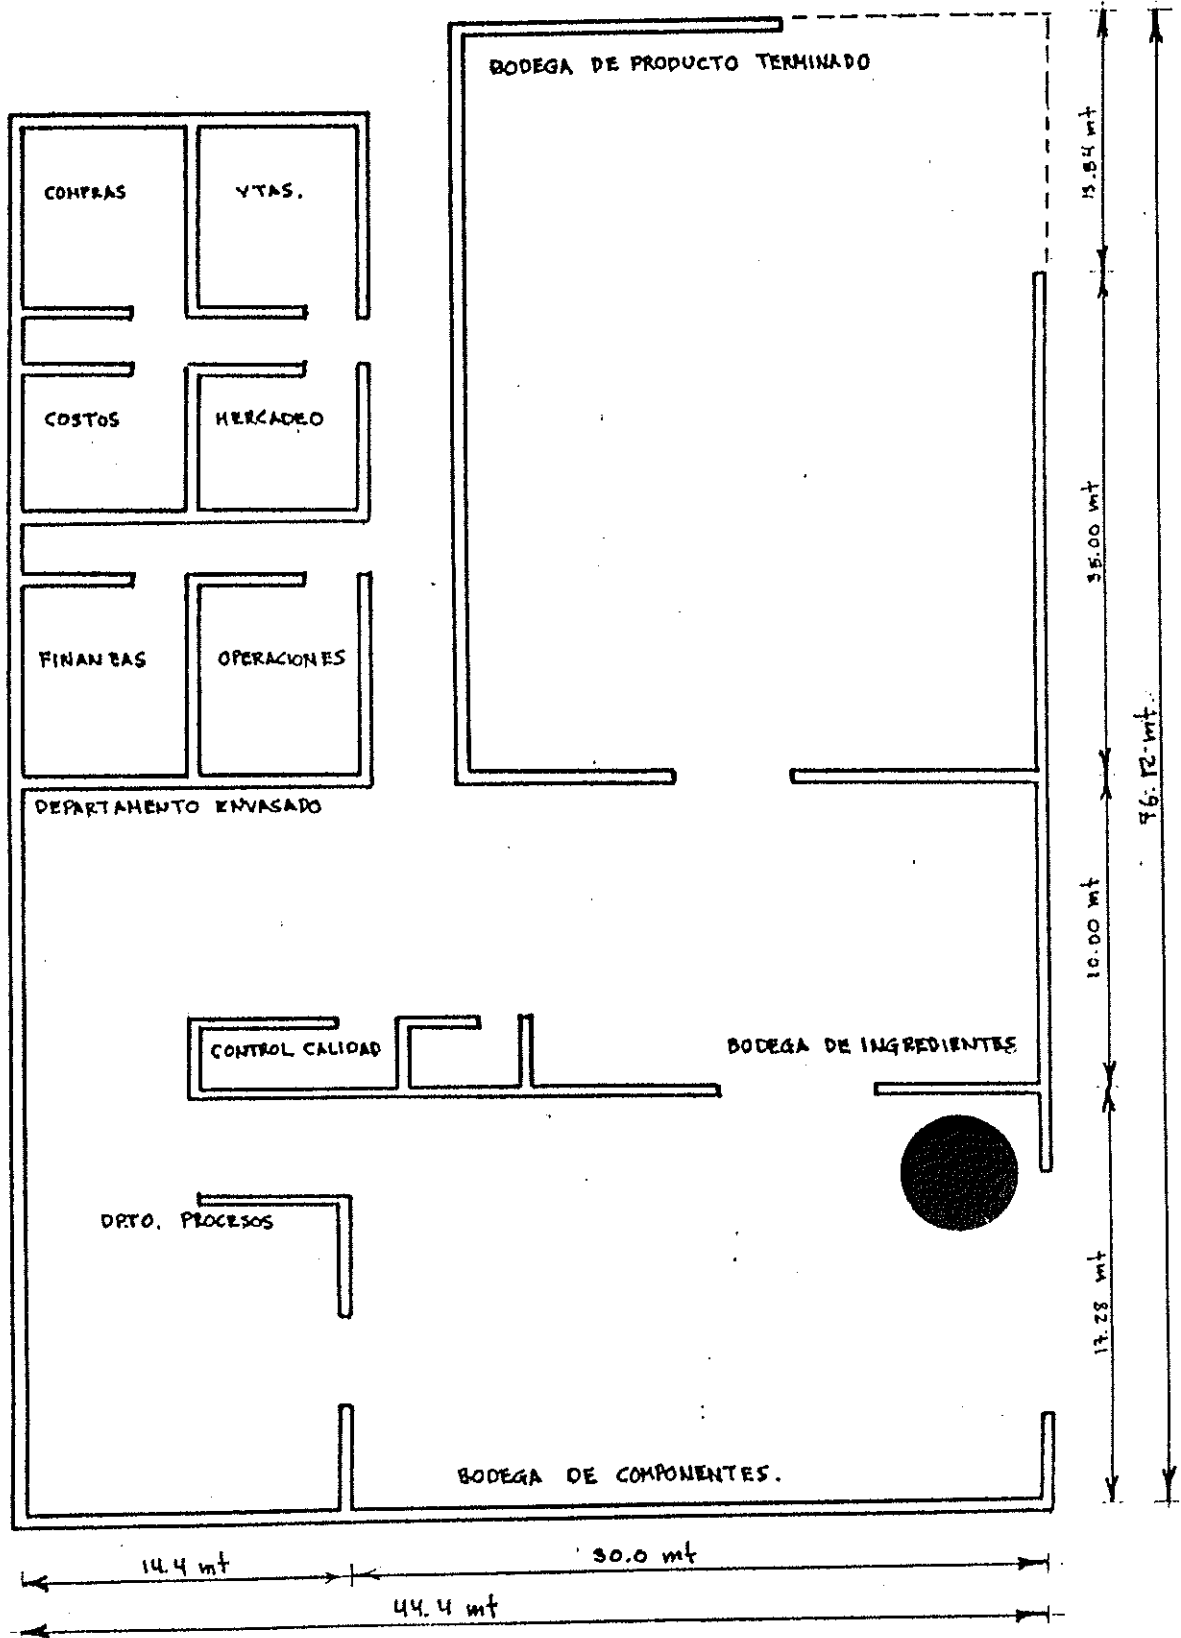 BODEGA DE PRODUCTO TERMINADO
COMPRAS
VTAS.
13.84 mt
COSTOS
MERCADEO
35.00 mt
FINANZAS
OPERACIONES
76.12 mt.
DEPARTAMENTO ENVASADO
10.00 mt
CONTROL CALIDAD
BODEGA DE INGREDIENTES
DPTO. PROCESOS
17.28 mt
BODEGA DE COMPONENTES.
14.4 mt
30.0 mt
44.4 mt